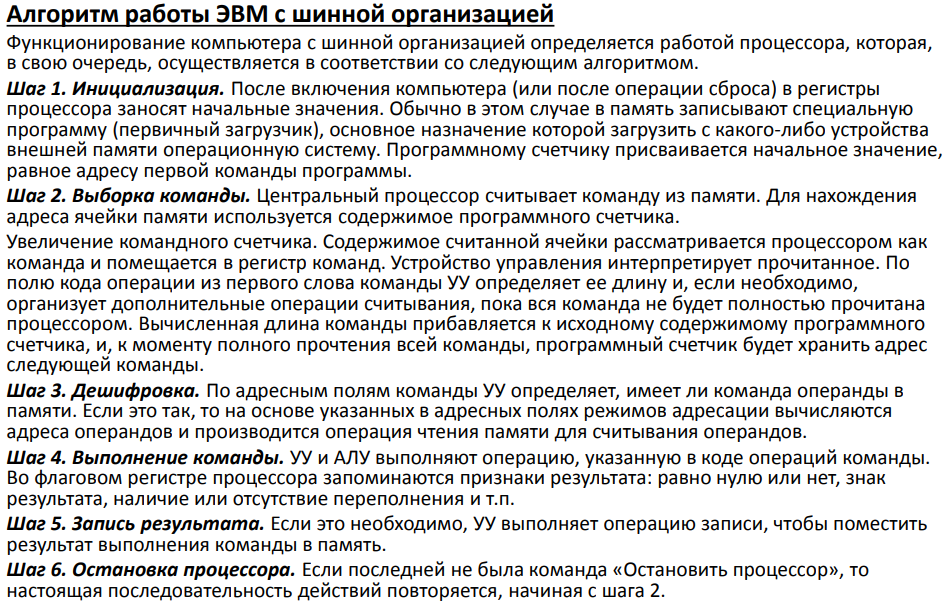 Алгоритм работы ЭВМ с шинной организацией
Функционирование компьютера с шинной организацией определяется работой процессора, которая,
в свою очередь, осуществляется в соответствии со следующим алгоритмом.
Шаг 1. Инициализация. После включения компьютера (или после операции сброса) в регистры
процессора заносят начальные значения. Обычно в этом случае в память записывают специальную
программу (первичный загрузчик), основное назначение которой загрузить с какого-либо устройства
внешней памяти операционную систему. Программному счетчику присваивается начальное значение,
равное адресу первой команды программы.
Шаг 2. Выборка команды. Центральный процессор считывает команду из памяти. Для нахождения
адреса ячейки памяти используется содержимое программного счетчика.
Увеличение командного счетчика. Содержимое считанной ячейки рассматривается процессором как
команда и помещается в регистр команд. Устройство управления интерпретирует прочитанное. По
полю кода операции из первого слова команды УУ определяет ее длину и, если необходимо,
организует дополнительные операции считывания, пока вся команда не будет полностью прочитана
процессором. Вычисленная длина команды прибавляется к исходному содержимому программного
счетчика, и, к моменту полного прочтения всей команды, программный счетчик будет хранить адрес
следующей команды.
Шаг 3. Дешифровка. По адресным полям команды УУ определяет, имеет ли команда операнды в
памяти. Если это так, то на основе указанных в адресных полях режимов адресации вычисляются
адреса операндов и производится операция чтения памяти для считывания операндов.
Шаг 4. Выполнение команды. УУ и АЛУ выполняют операцию, указанную в коде операций команды.
Во флаговом регистре процессора запоминаются признаки результата: равно нулю или нет, знак
результата, наличие или отсутствие переполнения и т.п.
Шаг 5. Запись результата. Если это необходимо, УУ выполняет операцию записи, чтобы поместить
результат выполнения команды в память.
Шаг 6. Остановка процессора. Если последней не была команда «Остановить процессор», то
настоящая последовательность действий повторяется, начиная с шага 2.